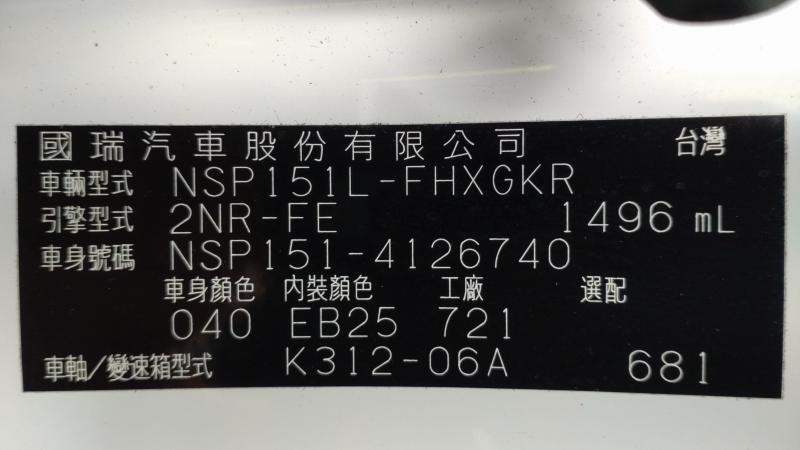 國瑞汽車股份有限公司 台灣
車輛型式 NSP151L-FHXGKR
引擎型式 2NR-FE 1496 mL
車身號碼 NSP151-4126740
車身顏色 內裝顏色 工廠 選配
040 EB25 721
車軸/變速箱型式 K312-06A 681